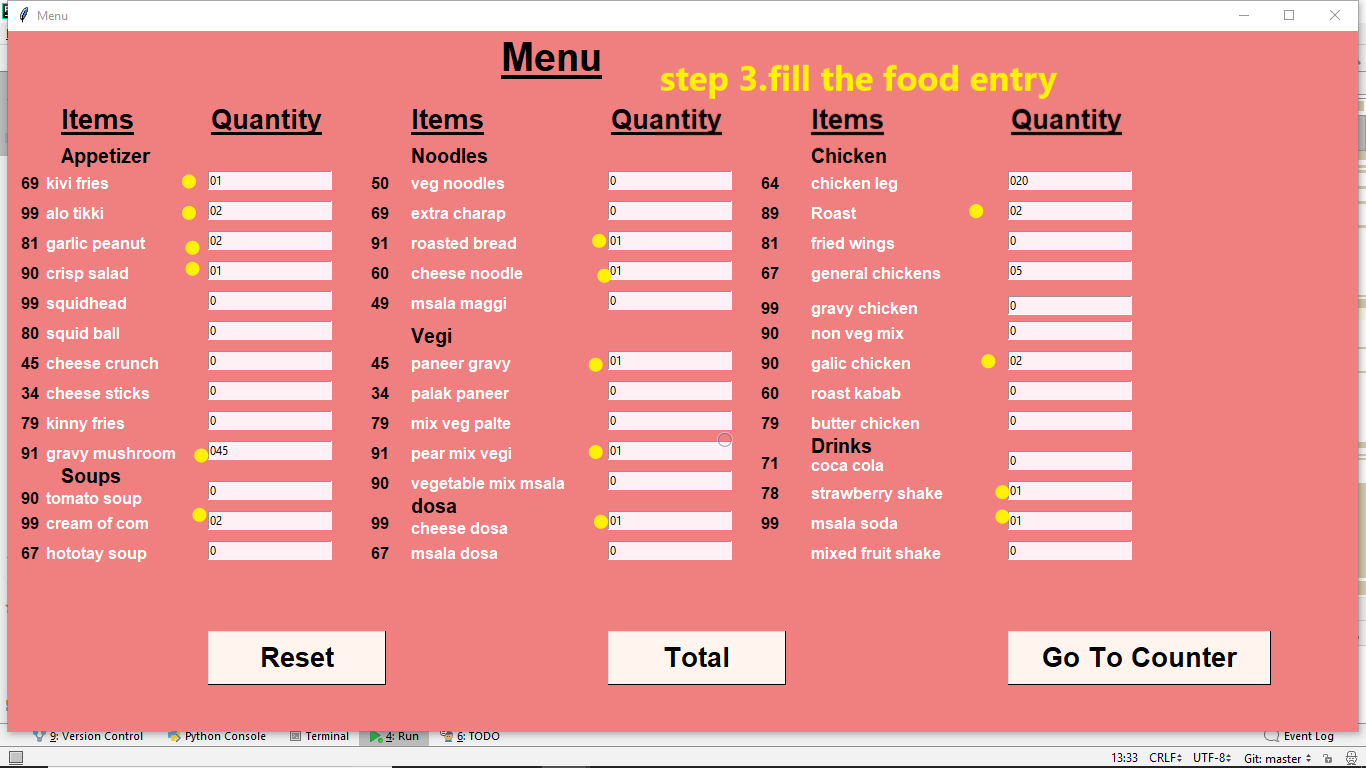 Menu
Menu
step 3.fill the food entry
Items Quantity Items Quantity Items Quantity
Appetizer Noodles Chicken
69 kivi fries 01 50 veg noodles 0 64 chicken leg 020
99 alo tikki 02 69 extra charap 0 89 Roast 02
81 garlic peanut 02 91 roasted bread 01 81 fried wings 0
90 crisp salad 01 60 cheese noodle 01 67 general chickens 05
99 squidhead 0 49 msala maggi 0 99 gravy chicken 0
80 squid ball 0 Vegi 90 non veg mix 0
45 cheese crunch 0 45 paneer gravy 01 90 galic chicken 02
34 cheese sticks 0 34 palak paneer 0 60 roast kabab 0
79 kinny fries 0 79 mix veg palte 0 79 butter chicken 0
91 gravy mushroom 045 91 pear mix vegi 01 Drinks
71 coca cola 0
Soups 90 vegetable mix msala 0
90 tomato soup 0 dosa 78 strawberry shake 01
99 cream of com 02 99 cheese dosa 01 99 msala soda 01
67 hototay soup 0 67 msala dosa 0 mixed fruit shake 0
Reset Total Go To Counter
9: Version Control Python Console Terminal 4: Run 6: TODO Event Log
13:33 CRLF UTF-8 Git: master